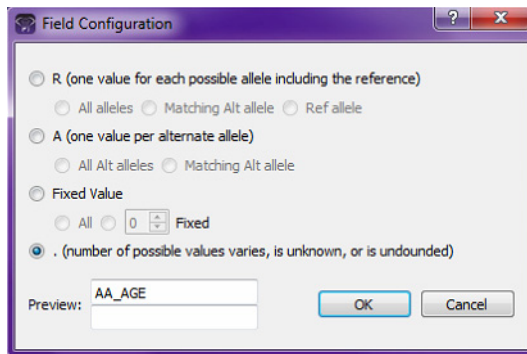 Field Configuration
R (one value for each possible allele including the reference)
All alleles Matching Alt allele Ref allele
A (one value per alternate allele)
All Alt alleles Matching Alt allele
Fixed Value
All 0 Fixed
. (number of possible values varies, is unknown, or is undounded)
Preview: AA_AGE
OK Cancel